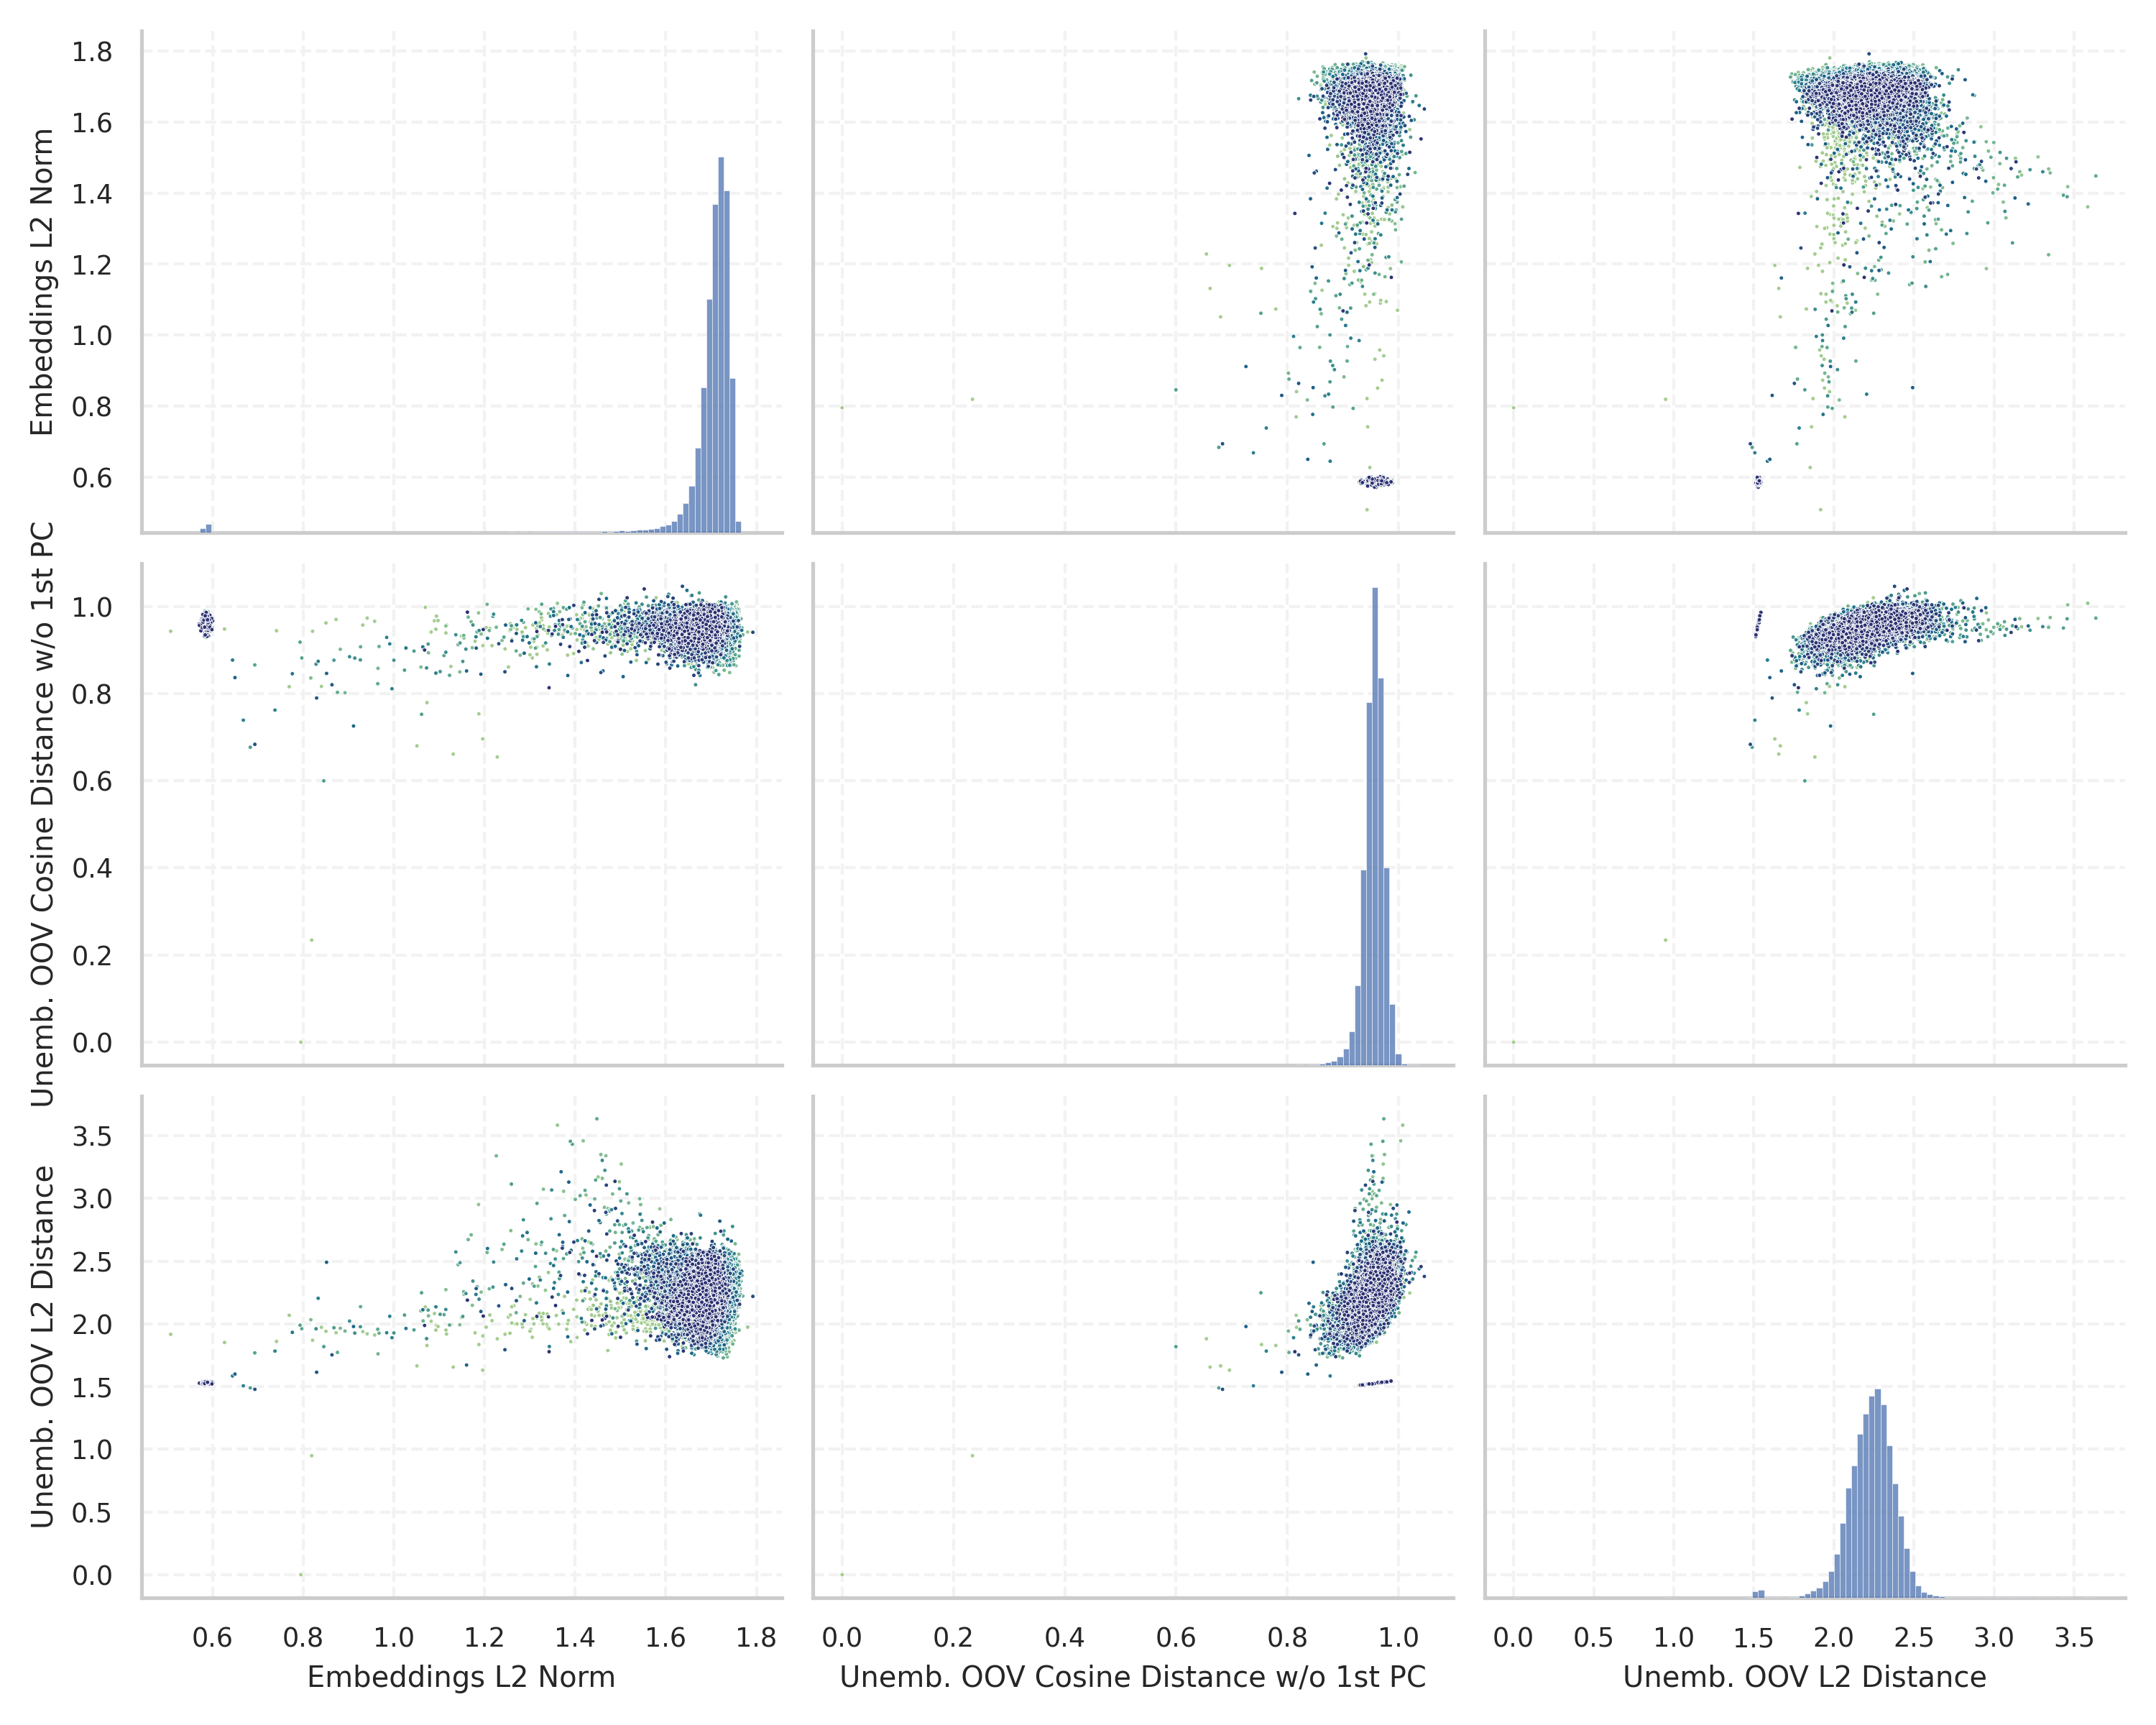 Embeddings L2 Norm
1.8
1.6
1.4
1.2
1.0
0.8
0.6
Unemb. OOV Cosine Distance w/o 1st PC
1.0
0.8
0.6
0.4
0.2
0.0
Unemb. OOV L2 Distance
3.5
3.0
2.5
2.0
1.5
1.0
0.5
0.0
0.6 0.8 1.0 1.2 1.4 1.6 1.8
Embeddings L2 Norm
0.0 0.2 0.4 0.6 0.8 1.0
Unemb. OOV Cosine Distance w/o 1st PC
0.0 0.5 1.0 1.5 2.0 2.5 3.0 3.5
Unemb. OOV L2 Distance